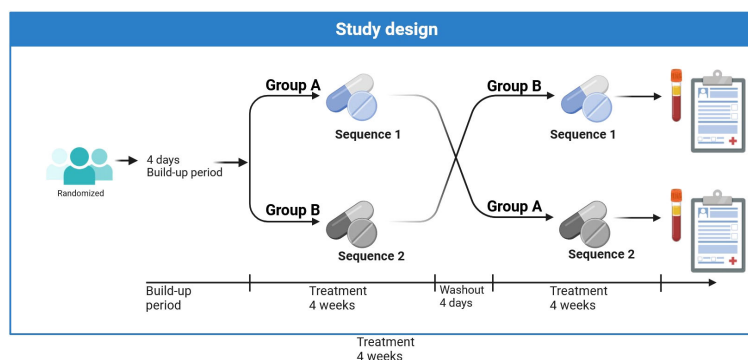 Study design
Group A
Group B
Sequence 1
Sequence 1
4 days
Build-up period
Randomized
Group B
Group A
Sequence 2
Sequence 2
Build-up
period
Treatment
4 weeks
Washout
4 days
Treatment
4 weeks
Treatment
4 weeks